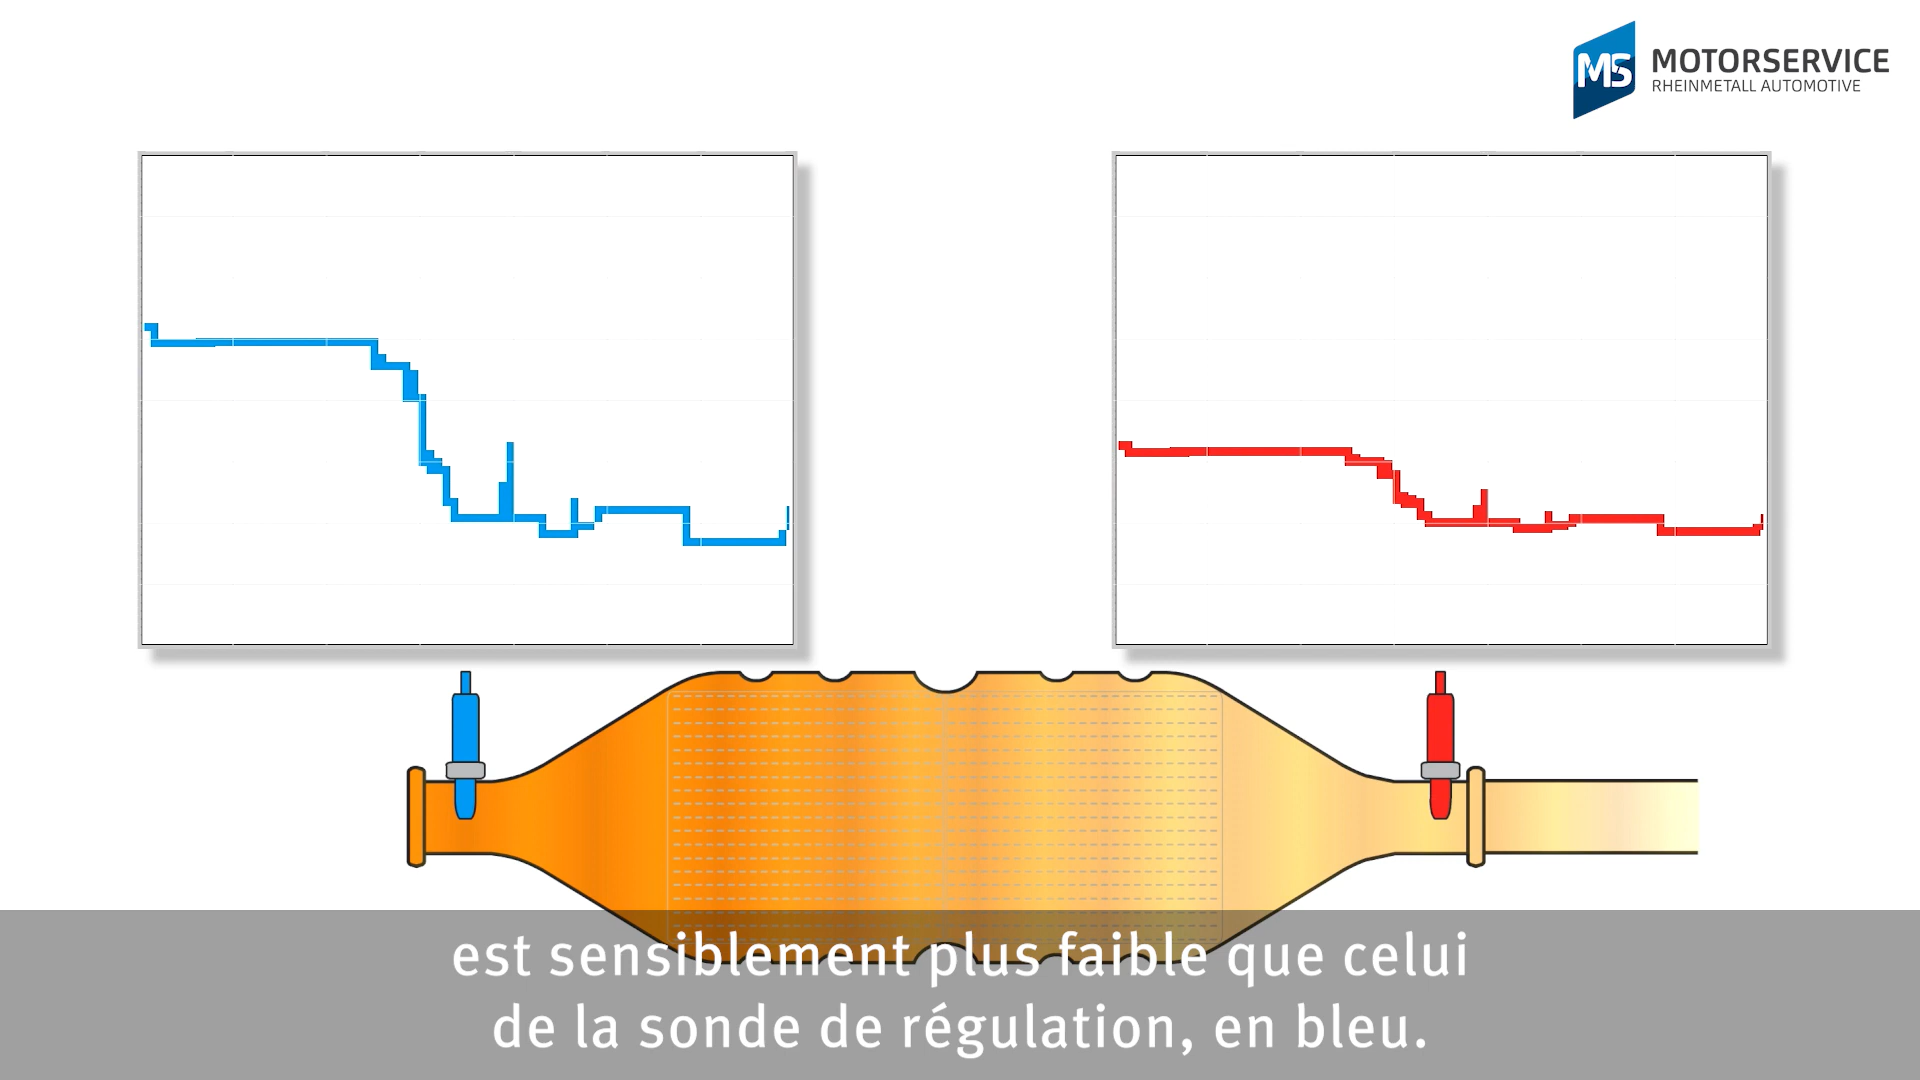 MS MOTORSERVICE
RHEINMETALL AUTOMOTIVE
est sensiblement plus faible que celui
de la sonde de régulation, en bleu.